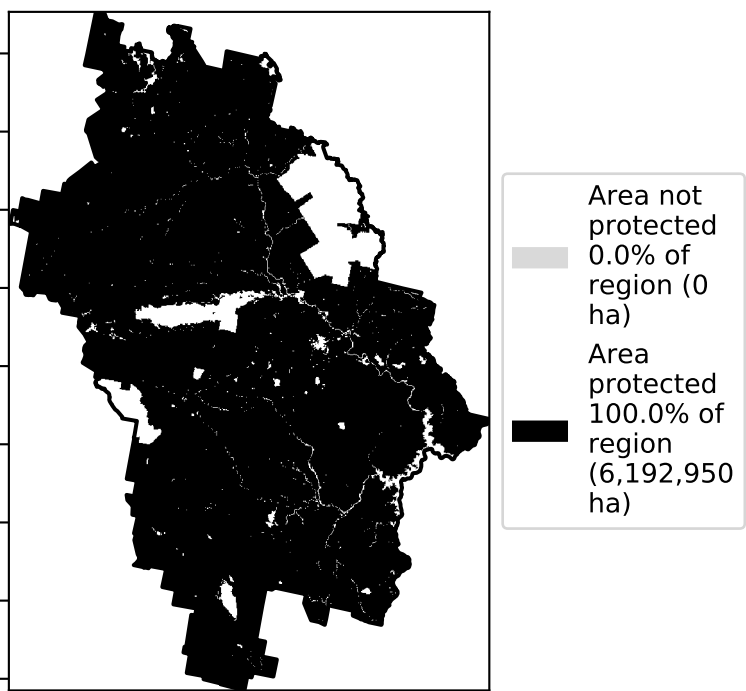 Area not
protected
0.0% of
region (0
ha)
Area
protected
100.0% of
region
(6,192,950
ha)